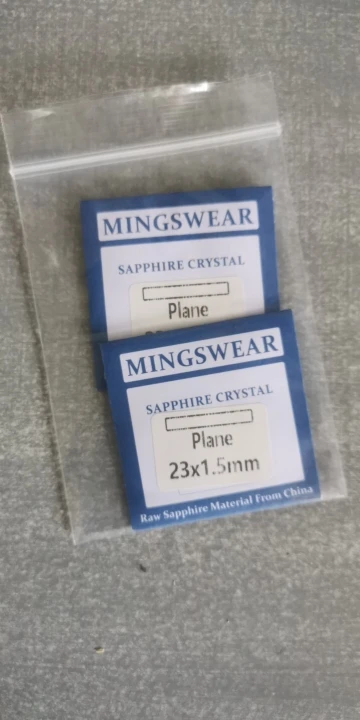 MINGSWEAR
SAPPHIRE CRYSTAL
Plane
MINGSWEAR
SAPPHIRE CRYSTAL
Plane
23x1.5mm
Raw Sapphire Material From China